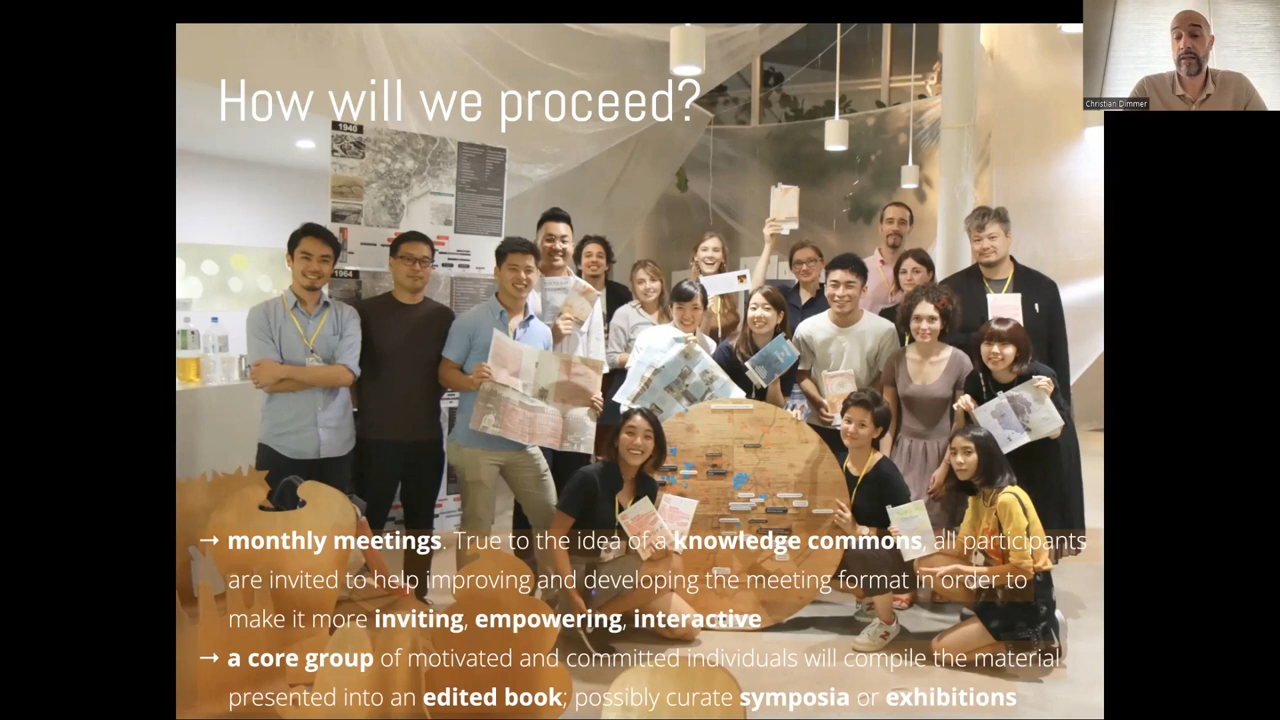 How will we proceed?
Christian Dimmer
1940
1964
→ monthly meetings. True to the idea of a knowledge commons, all participants
are invited to help improving and developing the meeting format in order to
make it more inviting, empowering, interactive
→ a core group of motivated and committed individuals will compile the material
presented into an edited book; possibly curate symposia or exhibitions